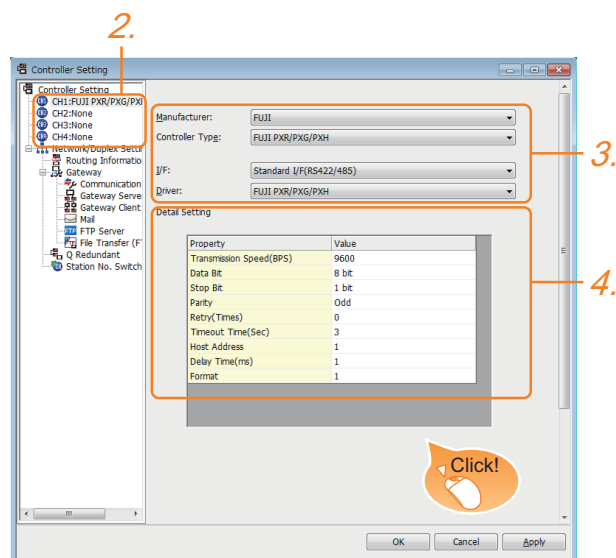 2.
Controller Setting
Controller Setting
CH1:FUJI PXR/PXG/PXI
CH2:None
CH3:None
CH4:None
Network/Duplex Setti
Routing Informatio
Gateway
Communication
Gateway Serve
Gateway Client
Mail
FTP Server
File Transfer (F
Q Redundant
Station No. Switch
Manufacturer: FUJI
Controller Type: FUJI PXR/PXG/PXH
I/F: Standard I/F(RS422/485)
Driver: FUJI PXR/PXG/PXH
3.
Detail Setting
Property Value
Transmission Speed(BPS) 9600
Data Bit 8 bit
Stop Bit 1 bit
Parity Odd
Retry(Times) 0
Timeout Time(Sec) 3
Host Address 1
Delay Time(ms) 1
Format 1
4.
Click!
OK Cancel Apply